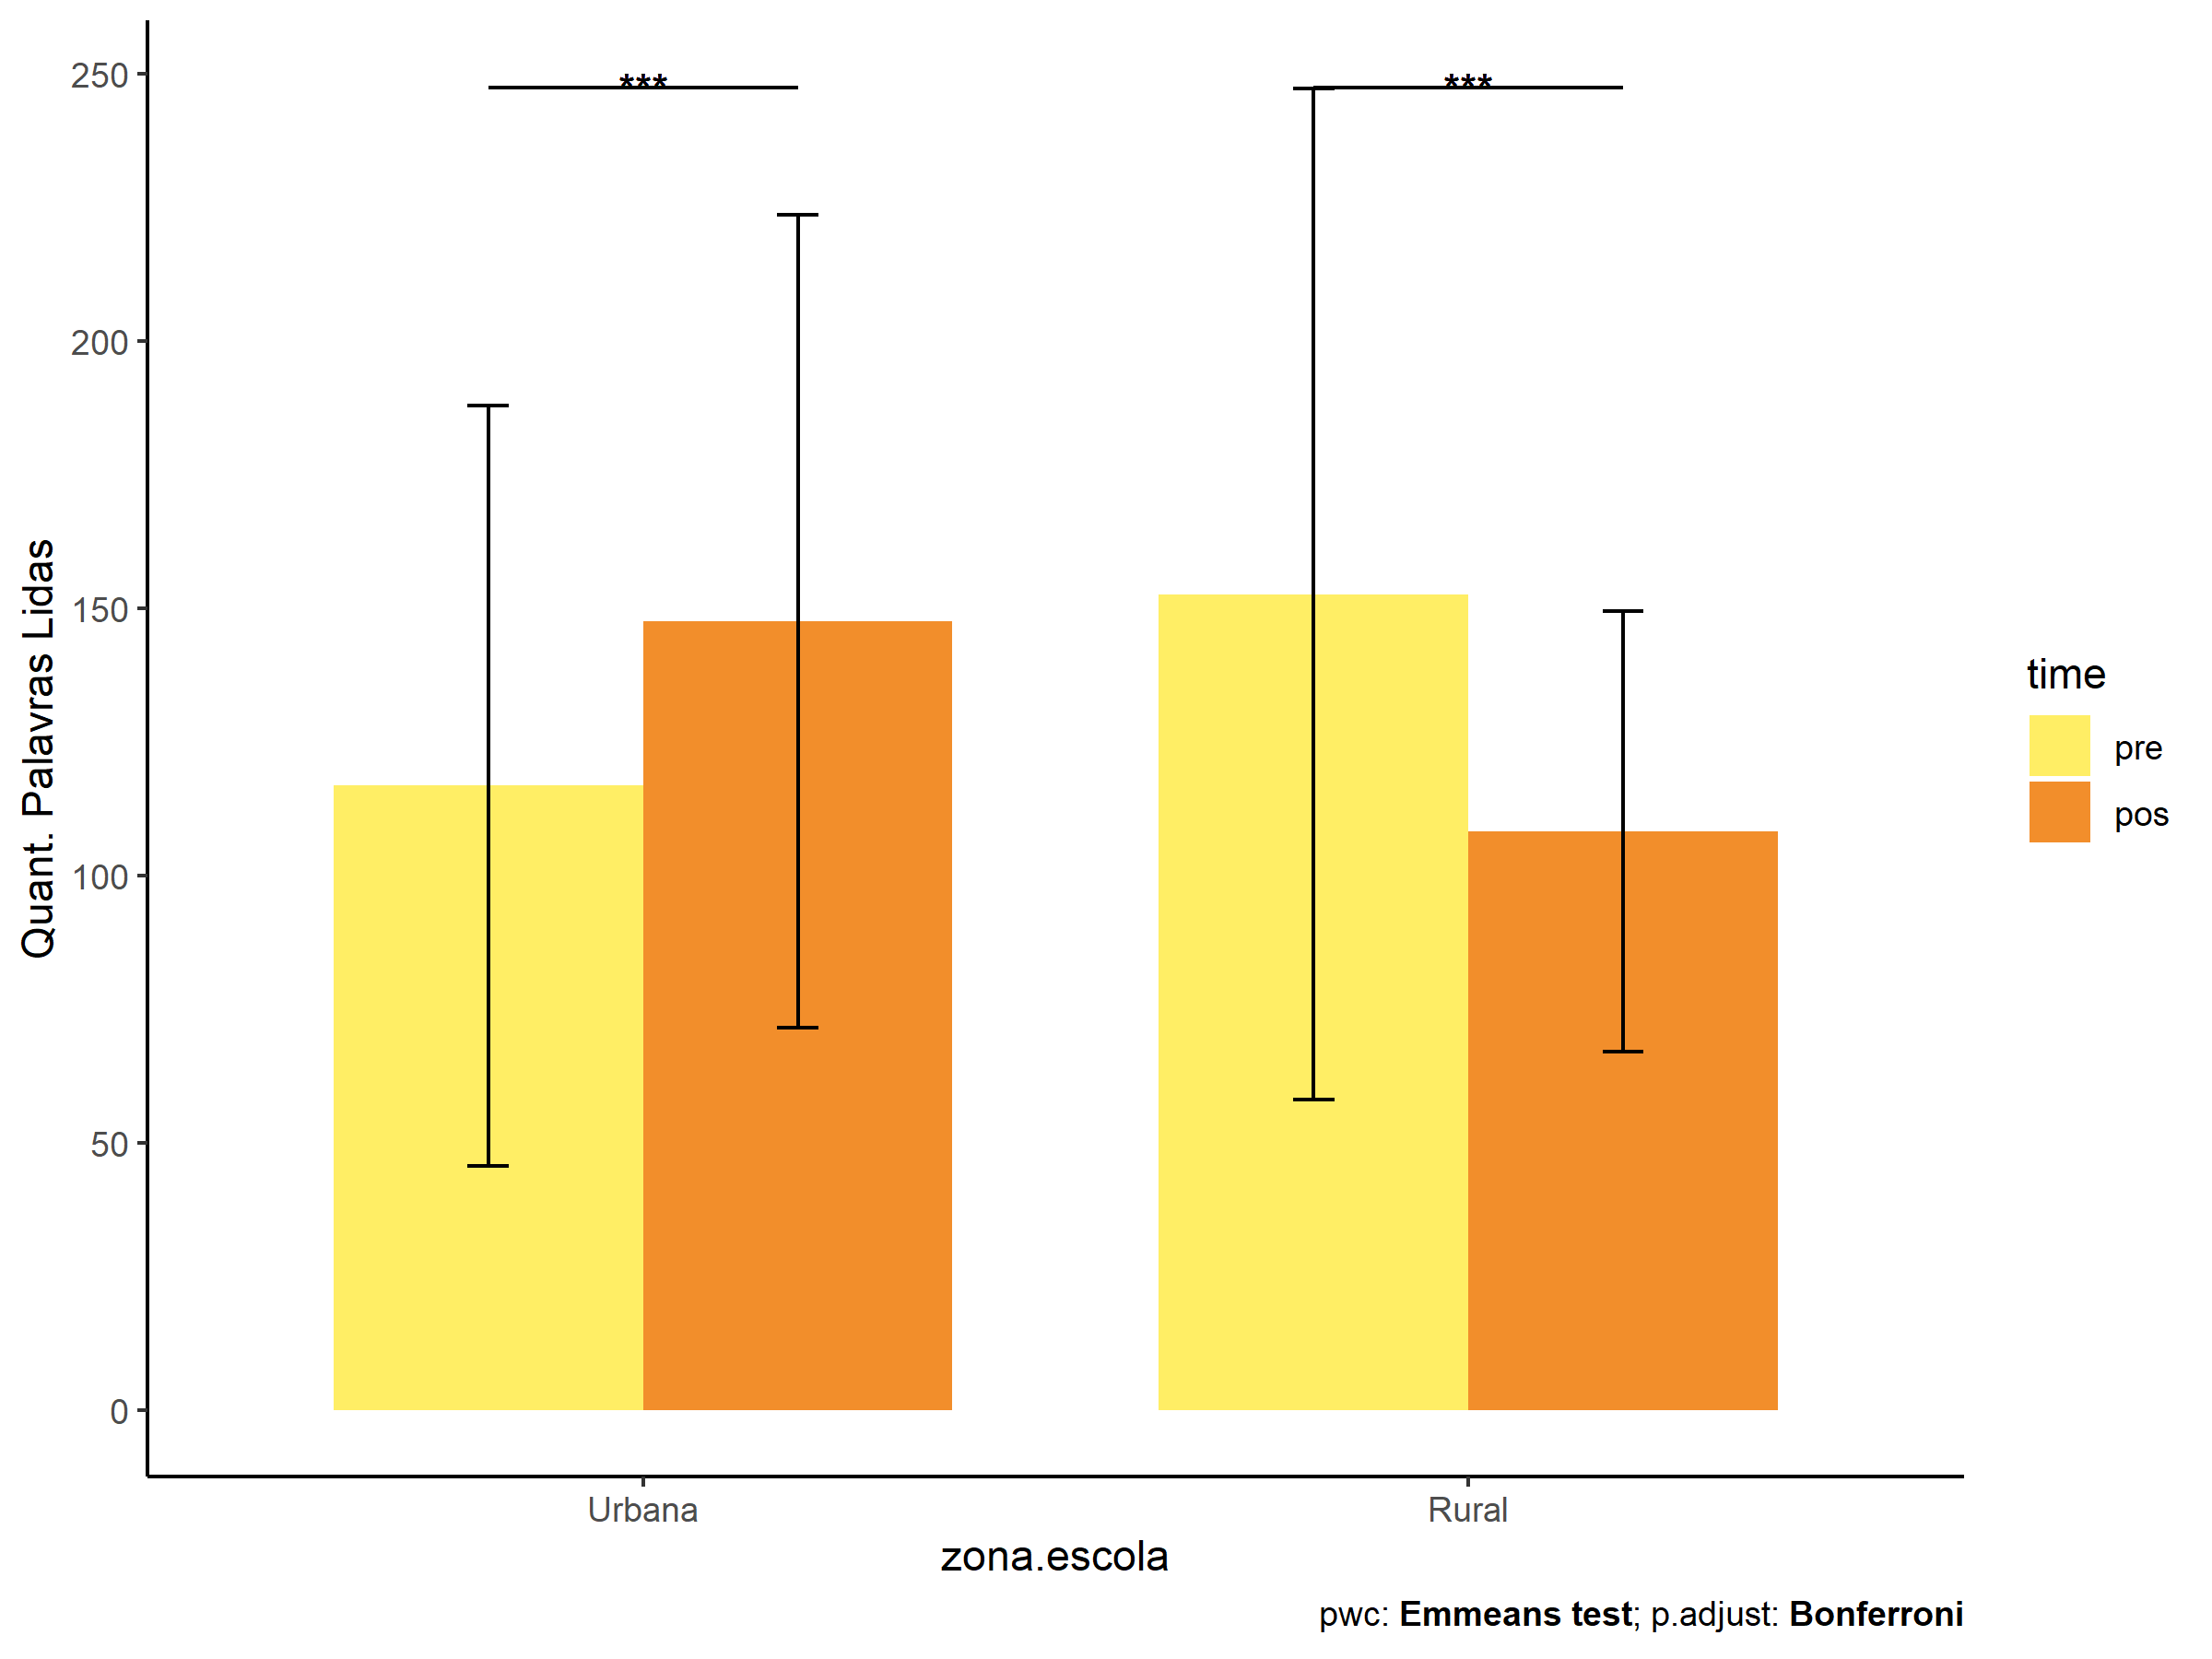 250
200
150
100
50
0
Quant. Palavras Lidas
***
***
Urbana
Rural
zona.escola
time
pre
pos
pwc: Emmeans test; p.adjust: Bonferroni